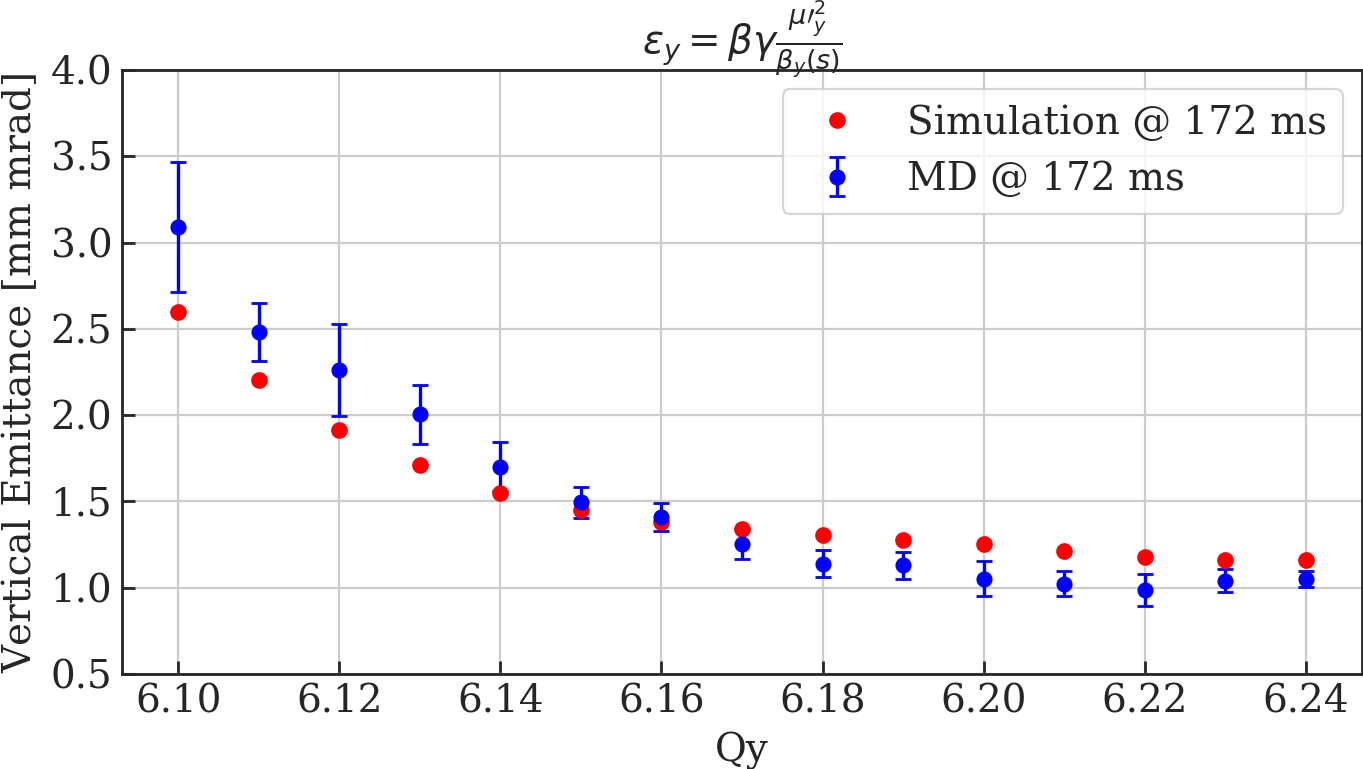 εy = βγ μ′²y / βy(s)
4.0
3.5
3.0
2.5
2.0
1.5
1.0
0.5
Vertical Emittance [mm mrad]
Simulation @ 172 ms
MD @ 172 ms
6.10 6.12 6.14 6.16 6.18 6.20 6.22 6.24
Qy